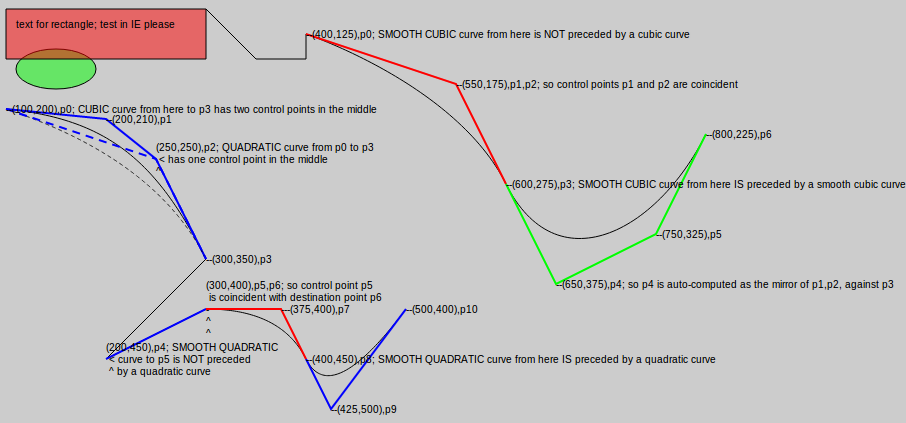 text for rectangle; test in IE please
--(400,125),p0; SMOOTH CUBIC curve from here is NOT preceded by a cubic curve
--(550,175),p1,p2; so control points p1 and p2 are coincident
--(100,200),p0; CUBIC curve from here to p3 has two control points in the middle
--(200,210),p1
--(800,225),p6
(250,250),p2; QUADRATIC curve from p0 to p3
< has one control point in the middle
^
--(600,275),p3; SMOOTH CUBIC curve from here IS preceded by a smooth cubic curve
--(750,325),p5
--(300,350),p3
--(650,375),p4; so p4 is auto-computed as the mirror of p1,p2, against p3
(300,400),p5,p6; so control point p5
is coincident with destination point p6
--(375,400),p7
--(500,400),p10
^
^
(200,450),p4; SMOOTH QUADRATIC
< curve to p5 is NOT preceded
^ by a quadratic curve
--(400,450),p8; SMOOTH QUADRATIC curve from here IS preceded by a quadratic curve
--(425,500),p9